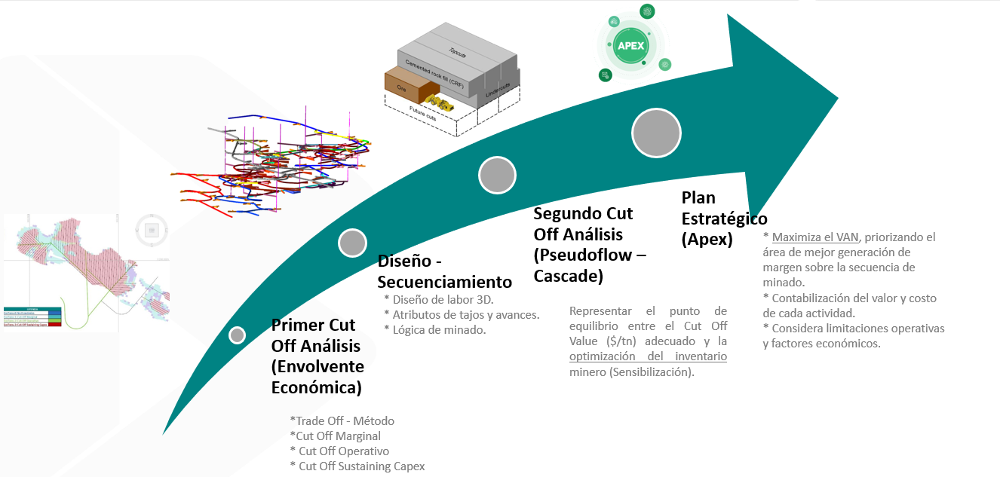 APEX
Topcuts
Cemented rock fill (CRF)
Ore
Undercuts
Future cuts
Primer Cut
Off Análisis
(Envolvente
Económica)
*Trade Off - Método
*Cut Off Marginal
* Cut Off Operativo
* Cut Off Sustaining Capex
Diseño -
Secuenciamiento
* Diseño de labor 3D.
* Atributos de tajos y avances.
* Lógica de minado.
Segundo Cut
Off Análisis
(Pseudoflow –
Cascade)
Representar el punto de
equilibrio entre el Cut Off
Value ($/tn) adecuado y la
optimización del inventario
minero (Sensibilización).
Plan
Estratégico
(Apex)
* Maximiza el VAN, priorizando el
área de mejor generación de
margen sobre la secuencia de
minado.
* Contabilización del valor y costo
de cada actividad.
* Considera limitaciones operativas
y factores económicos.